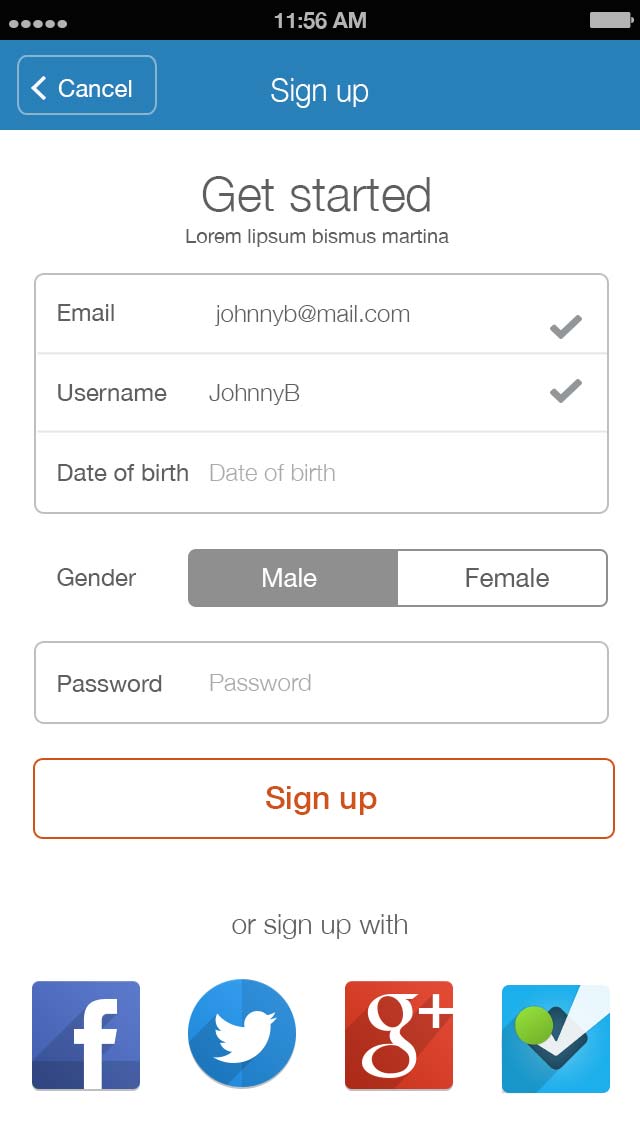 11:56 AM
Cancel
Sign up
Get started
Lorem lipsum bismus martina
Email johnnyb@mail.com
Username JohnnyB
Date of birth Date of birth
Gender Male Female
Password Password
Sign up
or sign up with
f
g+